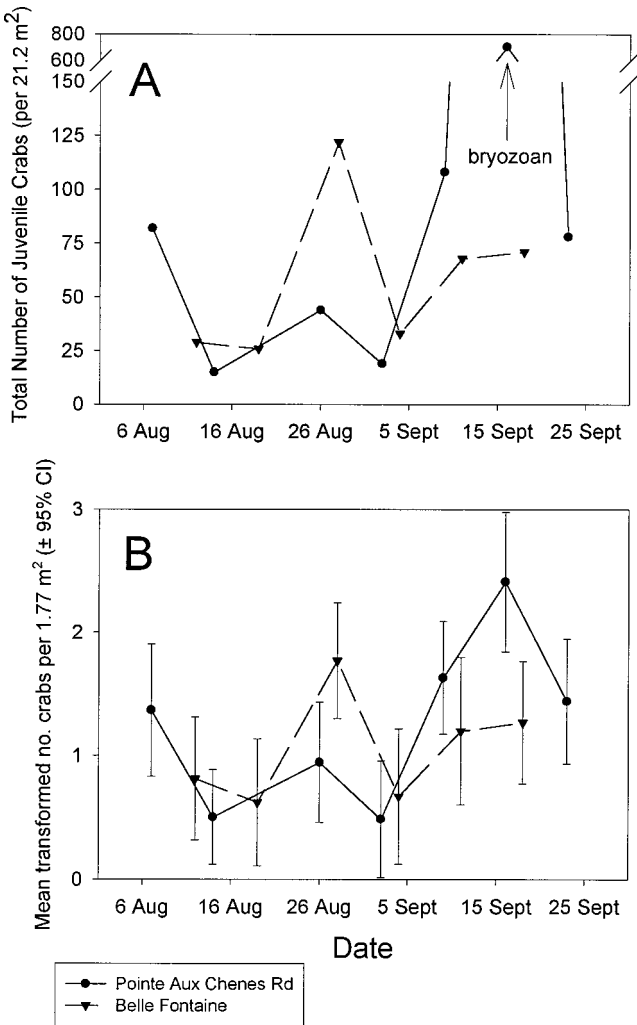 Total Number of Juvenile Crabs (per 21.2 m²)
800
600
150
125
100
75
50
25
0
A
bryozoan
6 Aug 16 Aug 26 Aug 5 Sept 15 Sept 25 Sept
Mean transformed no. crabs per 1.77 m² (± 95% CI)
3
2
1
0
B
6 Aug 16 Aug 26 Aug 5 Sept 15 Sept 25 Sept
Date
Pointe Aux Chenes Rd
Belle Fontaine